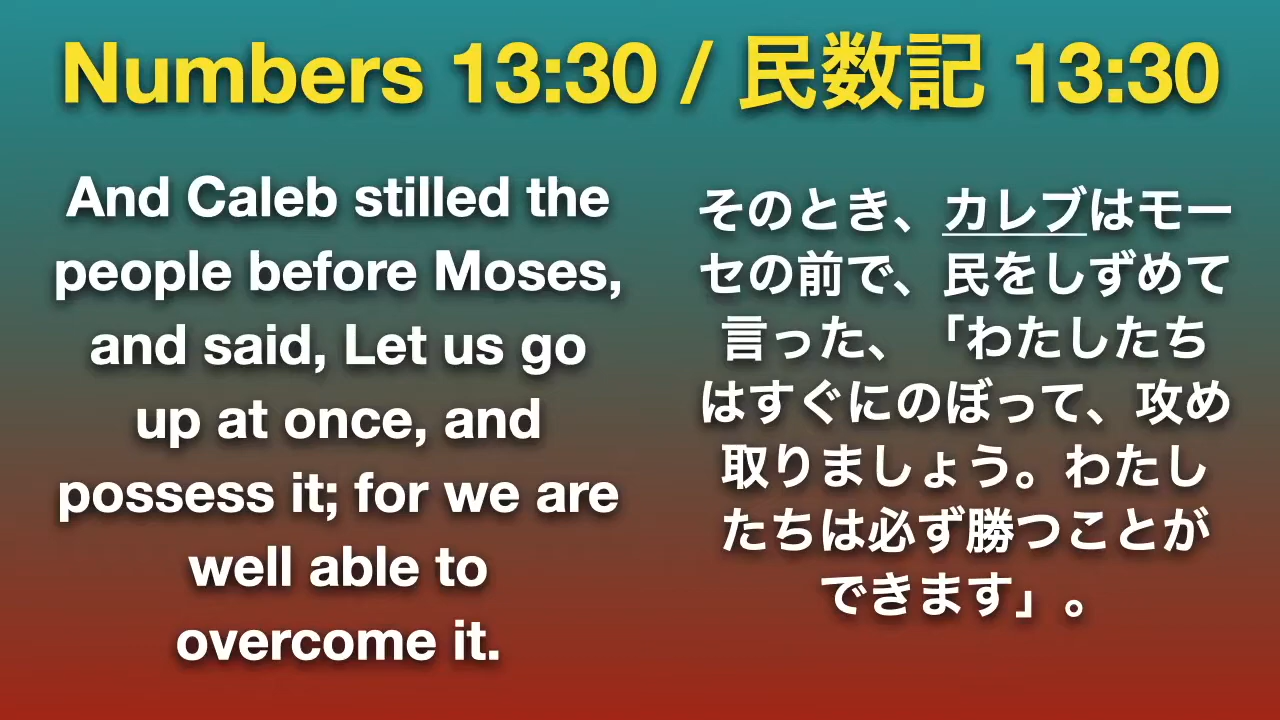 Numbers 13:30 / 民数記 13:30
And Caleb stilled the
people before Moses,
and said, Let us go
up at once, and
possess it; for we are
well able to
overcome it.
そのとき、カレブはモー
セの前で、民をしずめて
言った、「わたしたち
はすぐにのぼって、攻め
取りましょう。わたし
たちは必ず勝つことが
できます」。